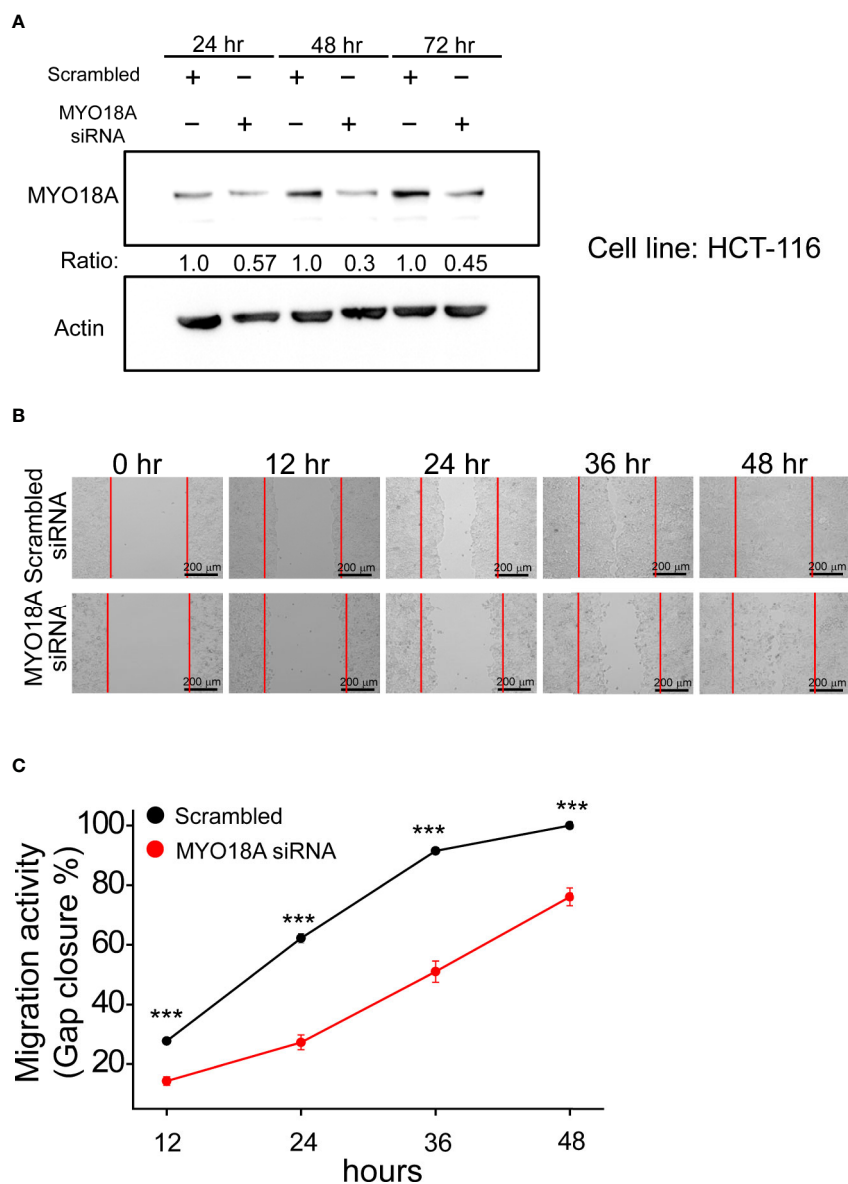 A
24 hr 48 hr 72 hr
Scrambled + − + − + −
MYO18A
siRNA − + − + − +
MYO18A
Ratio: 1.0 0.57 1.0 0.3 1.0 0.45
Cell line: HCT-116
Actin
B
0 hr 12 hr 24 hr 36 hr 48 hr
Scrambled
siRNA
200 μm 200 μm 200 μm 200 μm 200 μm
MYO18A
siRNA
200 μm 200 μm 200 μm 200 μm 200 μm
C
Migration activity
(Gap closure %)
Scrambled
MYO18A siRNA
100
80
60
40
20
*** *** *** ***
12 24 36 48
hours